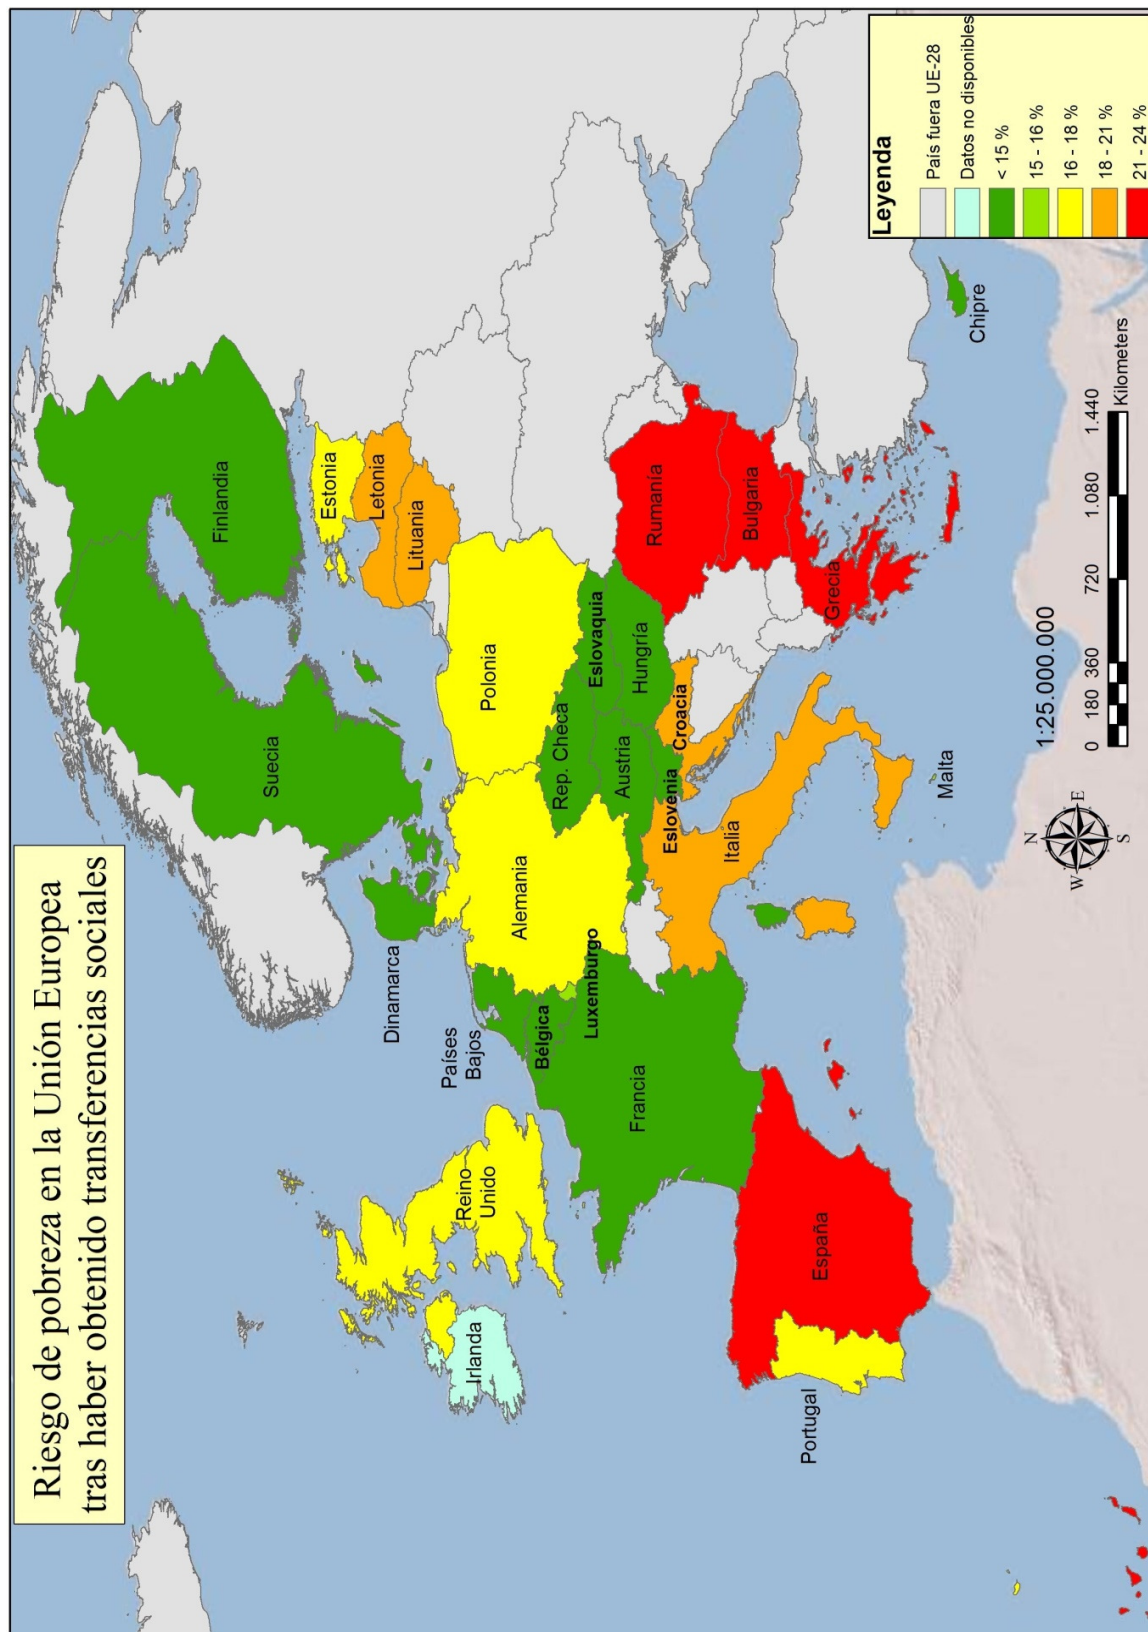 Riesgo de pobreza en la Unión Europea
tras haber obtenido transferencias sociales
Finlandia
Suecia
Estonia
Letonia
Lituania
Dinamarca
Países
Bajos
Reino
Unido
Irlanda
Polonia
Alemania
Bélgica
Luxemburgo
Rep. Checa
Eslovaquia
Austria
Hungría
Francia
Eslovenia
Croacia
Rumanía
Bulgaria
Italia
Grecia
España
Portugal
Malta
Chipre
N
W
E
S
1:25.000.000
0 180 360 720 1.080 1.440
Kilometers
Leyenda
País fuera UE-28
Datos no disponibles
< 15 %
15 - 16 %
16 - 18 %
18 - 21 %
21 - 24 %